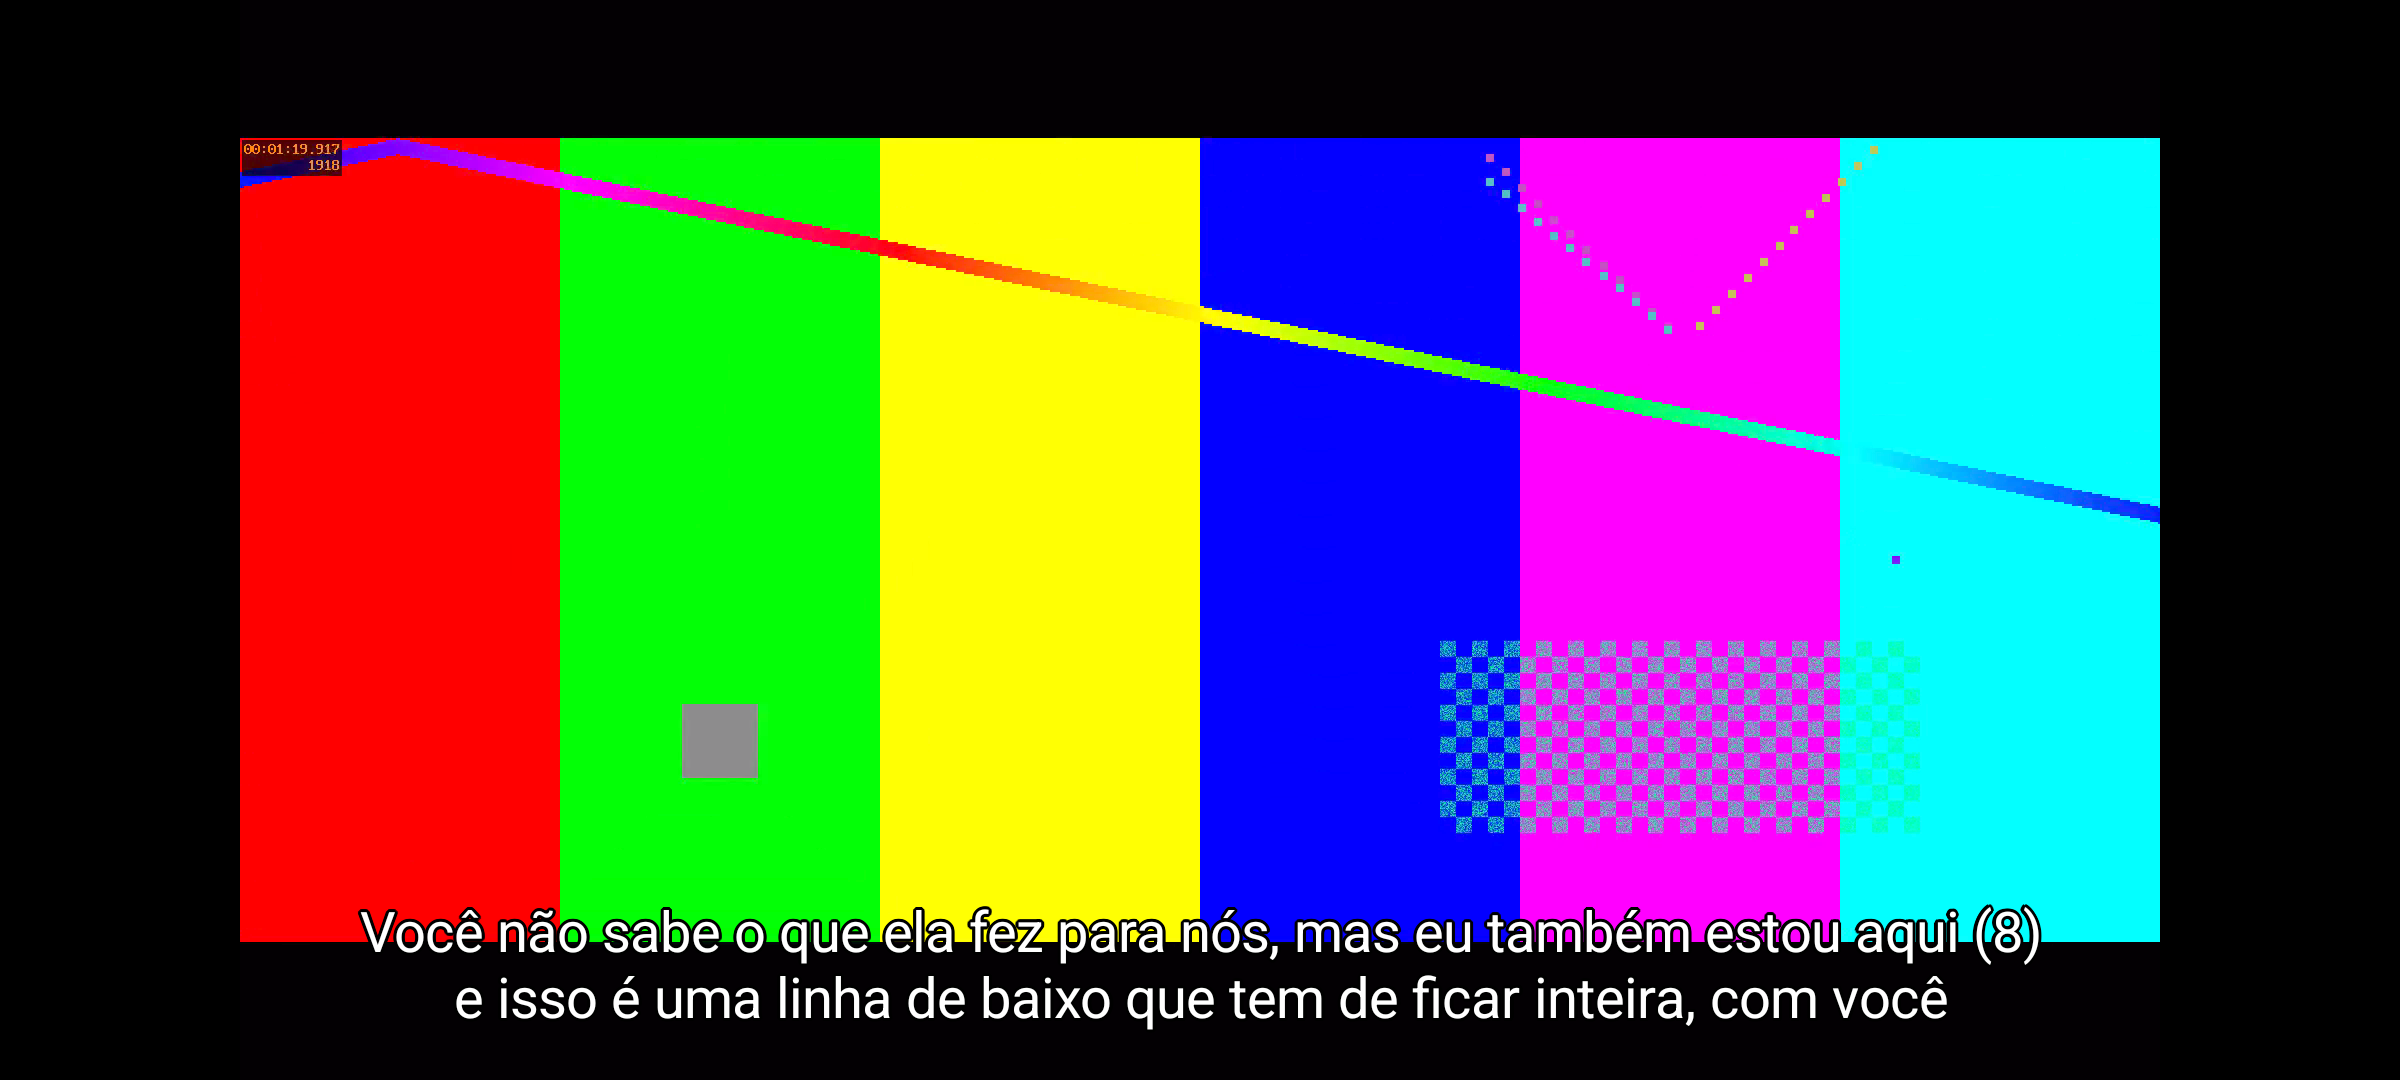 00:01:19.917
1918
Você não sabe o que ela fez para nós, mas eu também estou aqui (8)
e isso é uma linha de baixo que tem de ficar inteira, com você